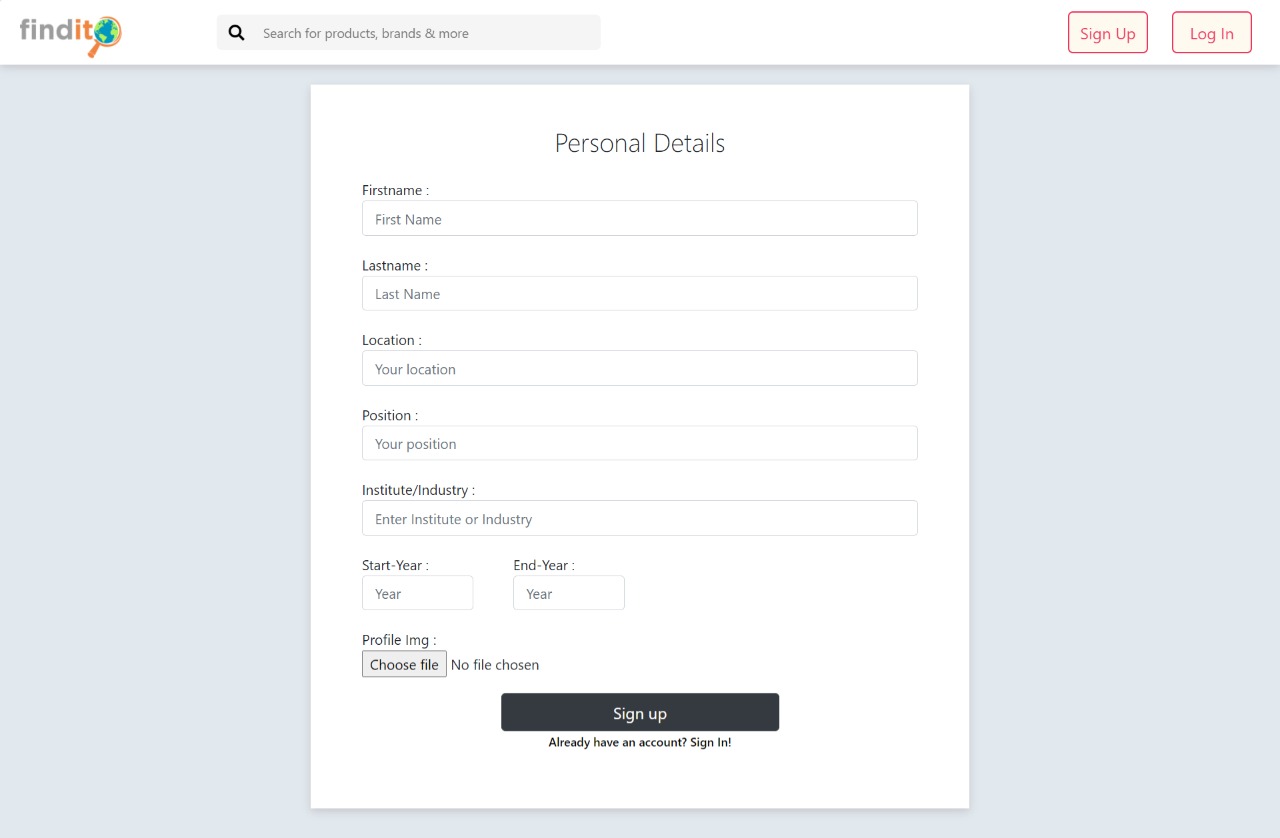 findit
Search for products, brands & more
Sign Up
Log In
Personal Details
Firstname :
First Name
Lastname :
Last Name
Location :
Your location
Position :
Your position
Institute/Industry :
Enter Institute or Industry
Start-Year : End-Year :
Year Year
Profile Img :
Choose file No file chosen
Sign up
Already have an account? Sign In!